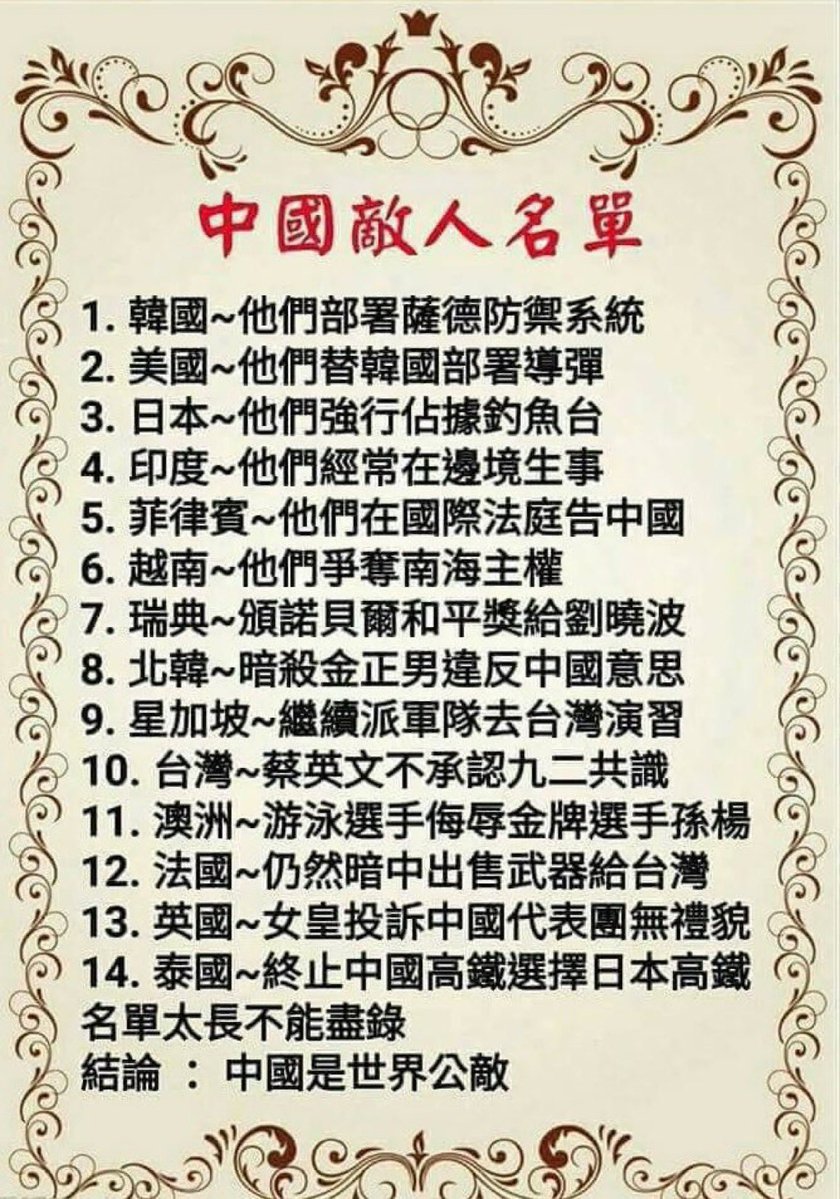 中國敵人名單
1. 韓國~他們部署薩德防禦系統
2. 美國~他們替韓國部署導彈
3. 日本~他們強行佔據釣魚台
4. 印度~他們經常在邊境生事
5. 菲律賓~他們在國際法庭告中國
6. 越南~他們爭奪南海主權
7. 瑞典~頒諾貝爾和平獎給劉曉波
8. 北韓~暗殺金正男違反中國意思
9. 星加坡~繼續派軍隊去台灣演習
10. 台灣~蔡英文不承認九二共識
11. 澳洲~游泳選手侮辱金牌選手孫楊
12. 法國~仍然暗中出售武器給台灣
13. 英國~女皇投訴中國代表團無禮貌
14. 泰國~終止中國高鐵選擇日本高鐵
名單太長不能盡錄
結論 ： 中國是世界公敵